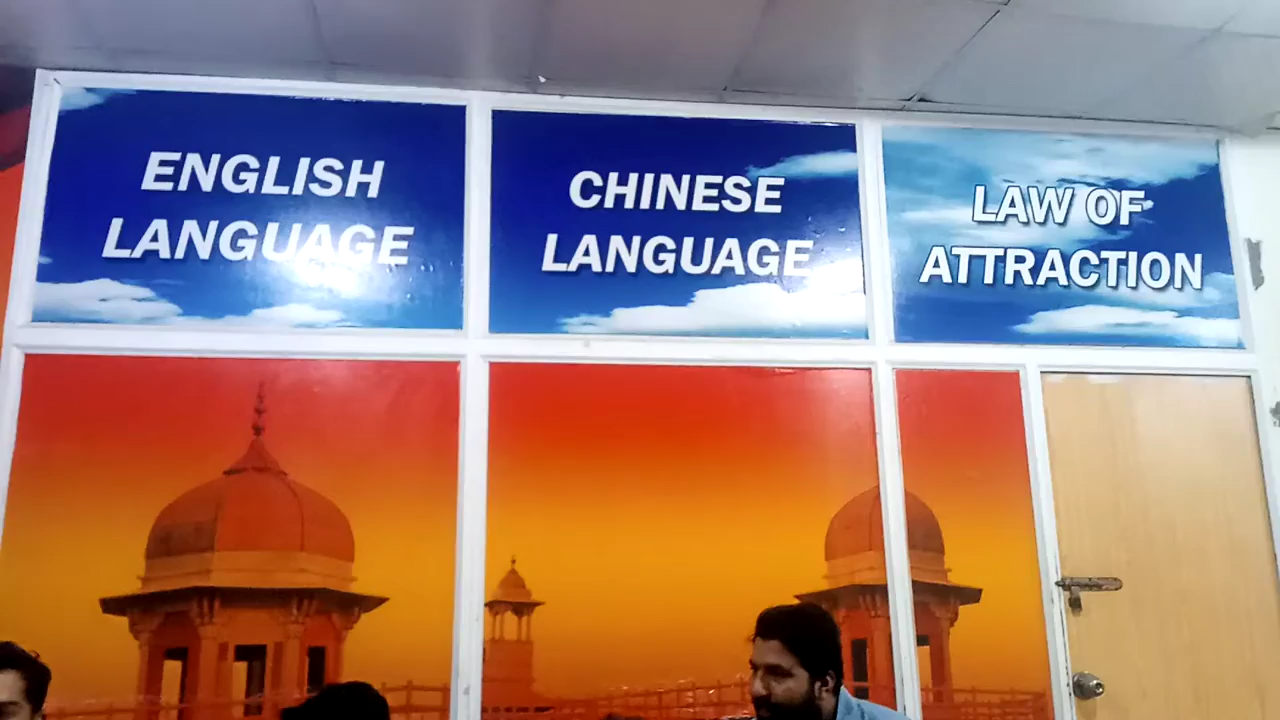 ENGLISH
LANGUAGE
CHINESE
LANGUAGE
LAW OF
ATTRACTION